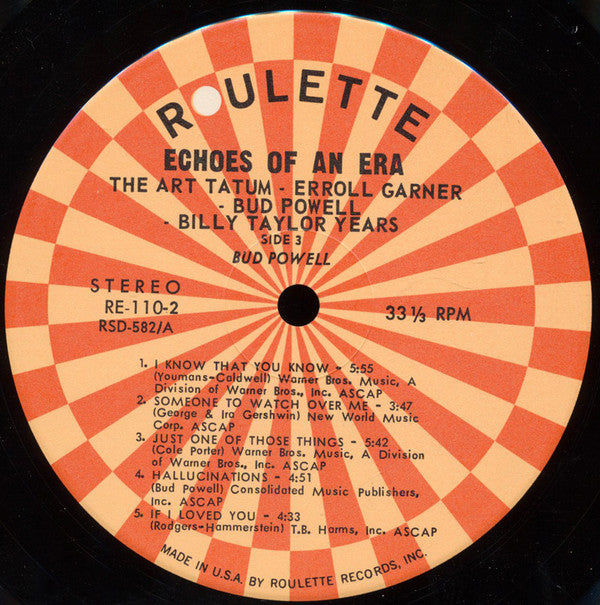 ROULETTE
ECHOES OF AN ERA
THE ART TATUM - ERROLL GARNER
- BUD POWELL -
- BILLY TAYLOR YEARS
SIDE 3
BUD POWELL
STEREO
RE-110-2
RSD-582/A
33 1/3 RPM
1. I KNOW THAT YOU KNOW - 5:55
(Youmans-Caldwell) Warner Bros. Music, A
Division of Warner Bros., Inc. ASCAP
2. SOMEONE TO WATCH OVER ME - 3:47
(George & Ira Gershwin) New World Music
Corp. ASCAP
3. JUST ONE OF THOSE THINGS - 5:42
(Cole Porter) Warner Bros. Music, A Division
of Warner Bros., Inc. ASCAP
4. HALLUCINATIONS - 4:51
(Bud Powell) Consolidated Music Publishers,
Inc. ASCAP
5. IF I LOVED YOU - 4:33
(Rodgers-Hammerstein) T.B. Harms, Inc. ASCAP
MADE IN U.S.A. BY ROULETTE RECORDS, INC.